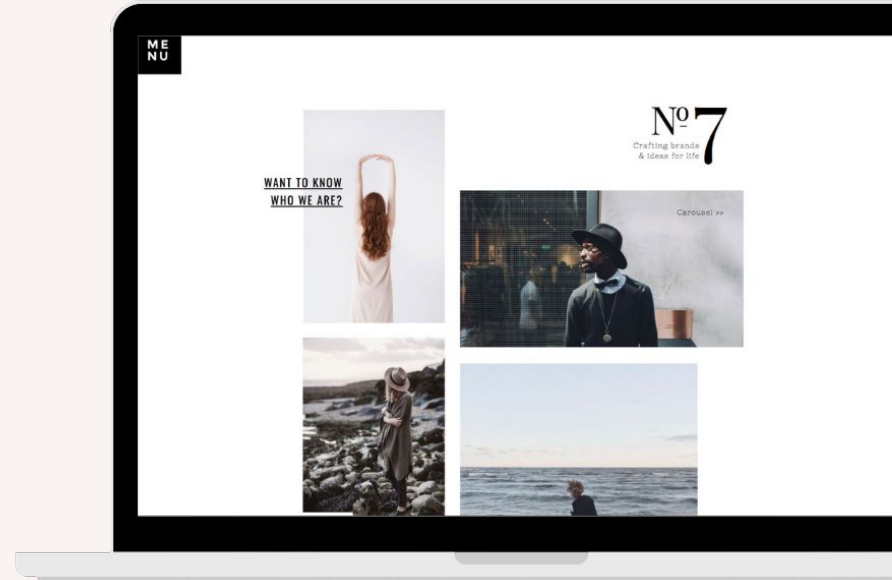 ME
NU
Nº7
Crafting brands
& ideas for life
WANT TO KNOW
WHO WE ARE?
Carousel >>